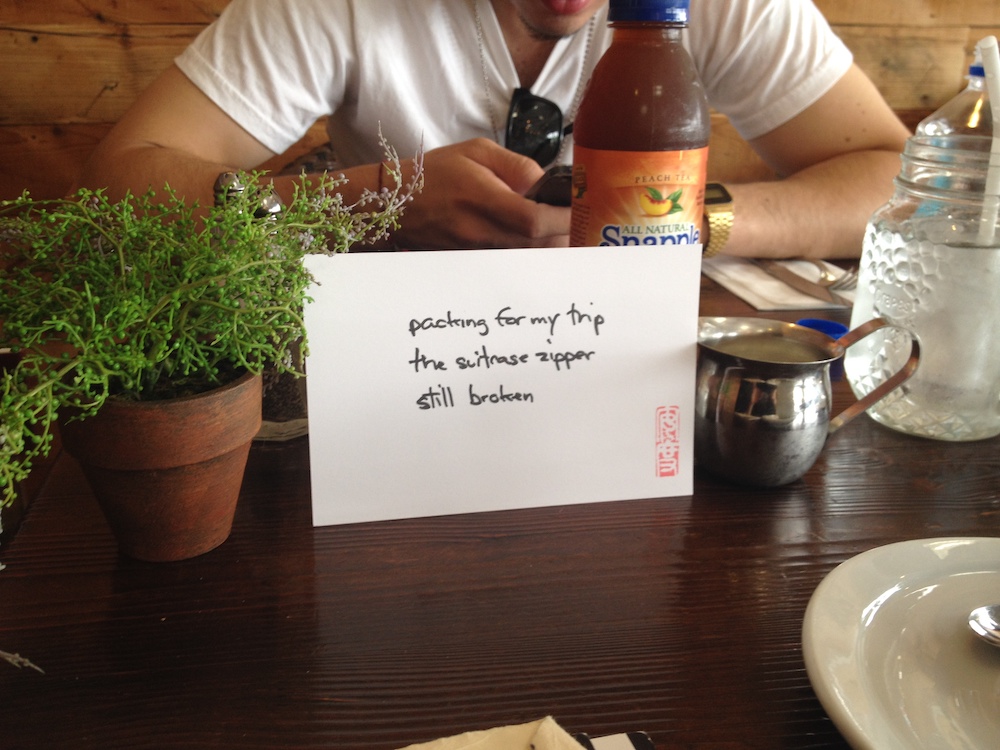 PEACH TEA
ALL NATURAL
Snapple
packing for my trip
the suitcase zipper
still broken